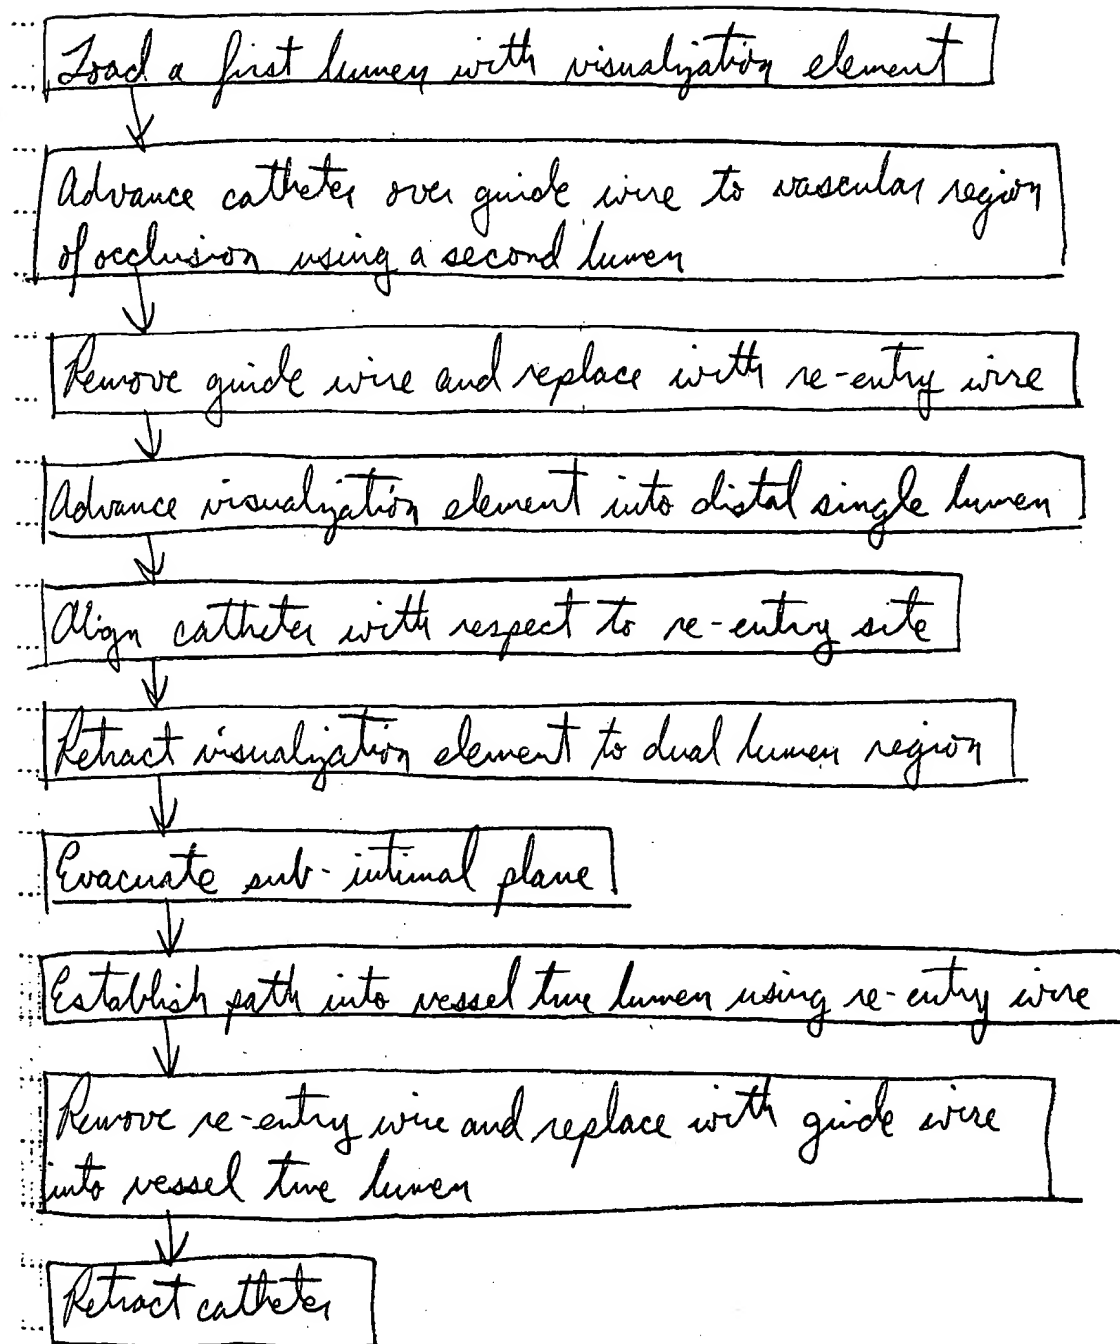 Load a first lumen with visualization element
Advance catheter over guide wire to vascular region
of occlusion using a second lumen
Remove guide wire and replace with re-entry wire
Advance visualization element into distal single lumen
Align catheter with respect to re-entry site
Retract visualization element to dual lumen region
Evacuate sub-intimal plane
Establish path into vessel true lumen using re-entry wire
Remove re-entry wire and replace with guide wire
into vessel true lumen
Retract catheter